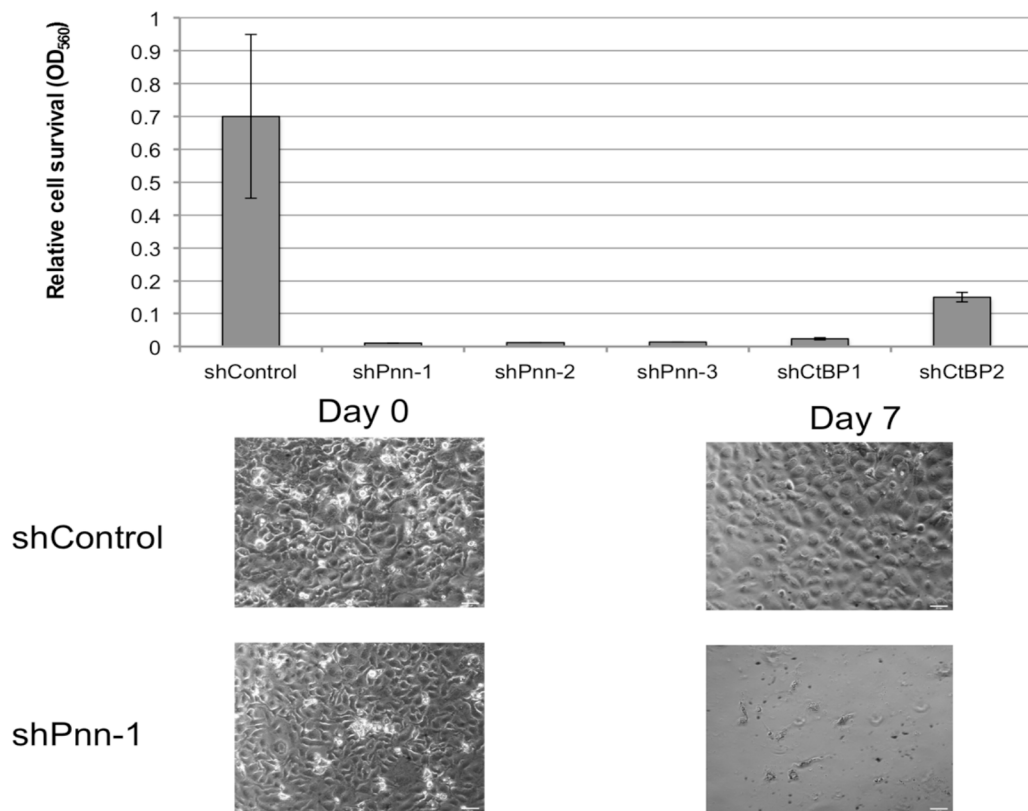 Relative cell survival (OD560)
1
0.9
0.8
0.7
0.6
0.5
0.4
0.3
0.2
0.1
0
shControl shPnn-1 shPnn-2 shPnn-3 shCtBP1 shCtBP2
Day 0 Day 7
shControl
shPnn-1